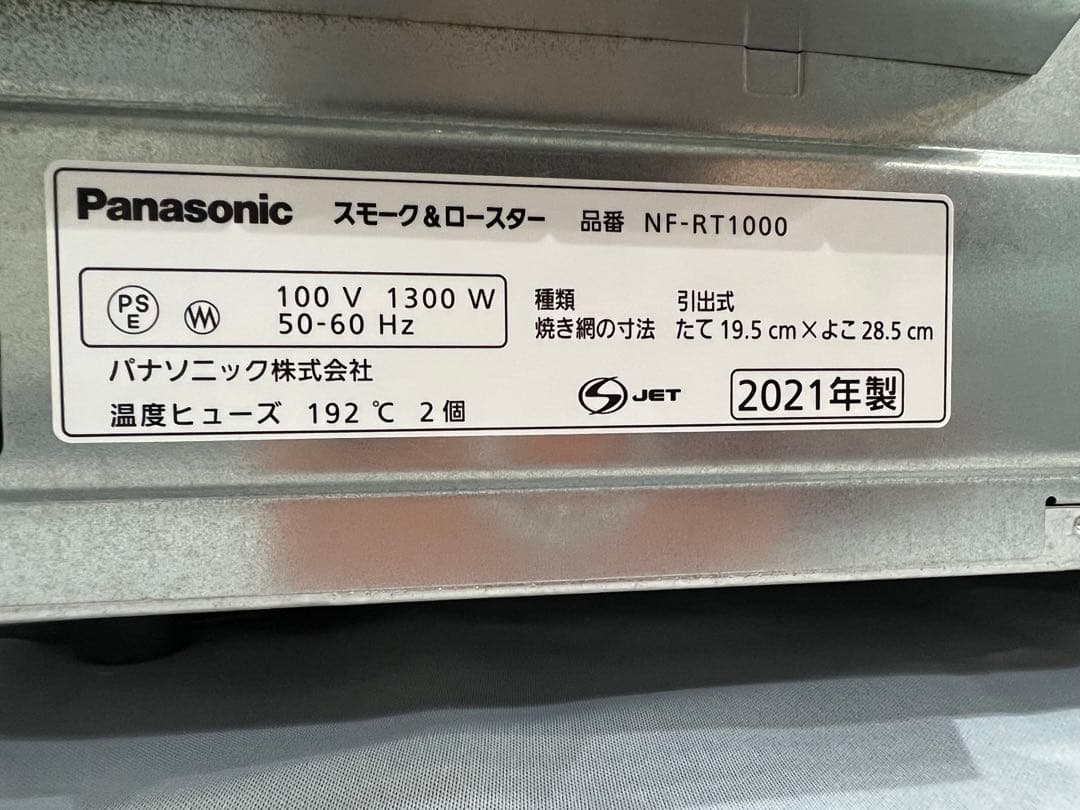 Panasonic スモーク&ロースター 品番 NF-RT1000
PS
E
100 V 1300 W
50-60 Hz
種類 引出式
焼き網の寸法 たて 19.5 cm×よこ 28.5 cm
パナソニック株式会社
温度ヒューズ 192 ℃ 2個
JET
2021年製